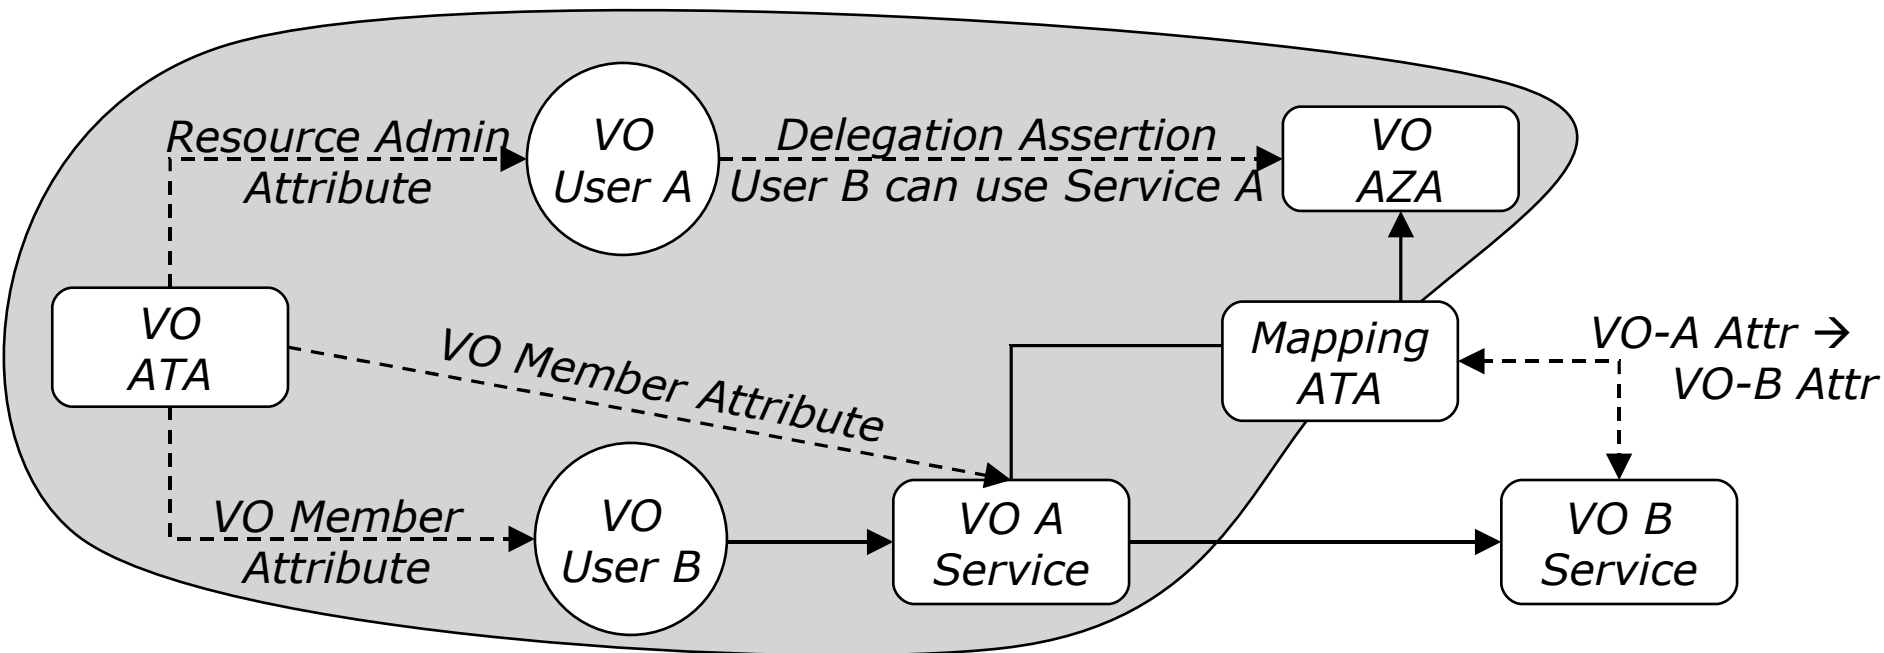 Resource Admin
Attribute
VO
User A
Delegation Assertion
User B can use Service A
VO
AZA
VO
ATA
VO Member Attribute
Mapping
ATA
VO-A Attr →
VO-B Attr
VO Member
Attribute
VO
User B
VO A
Service
VO B
Service